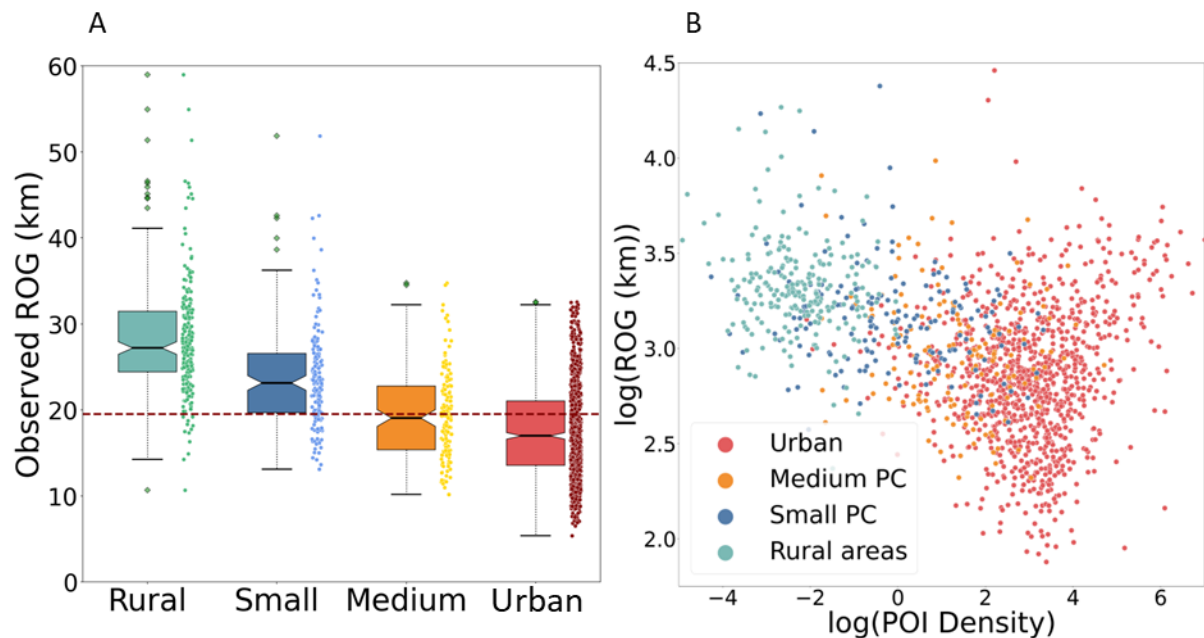 A
B
Observed ROG (km)
60
50
40
30
20
10
0
Rural Small Medium Urban
log(ROG (km))
4.5
4.0
3.5
3.0
2.5
2.0
Urban
Medium PC
Small PC
Rural areas
−4 −2 0 2 4 6
log(POI Density)